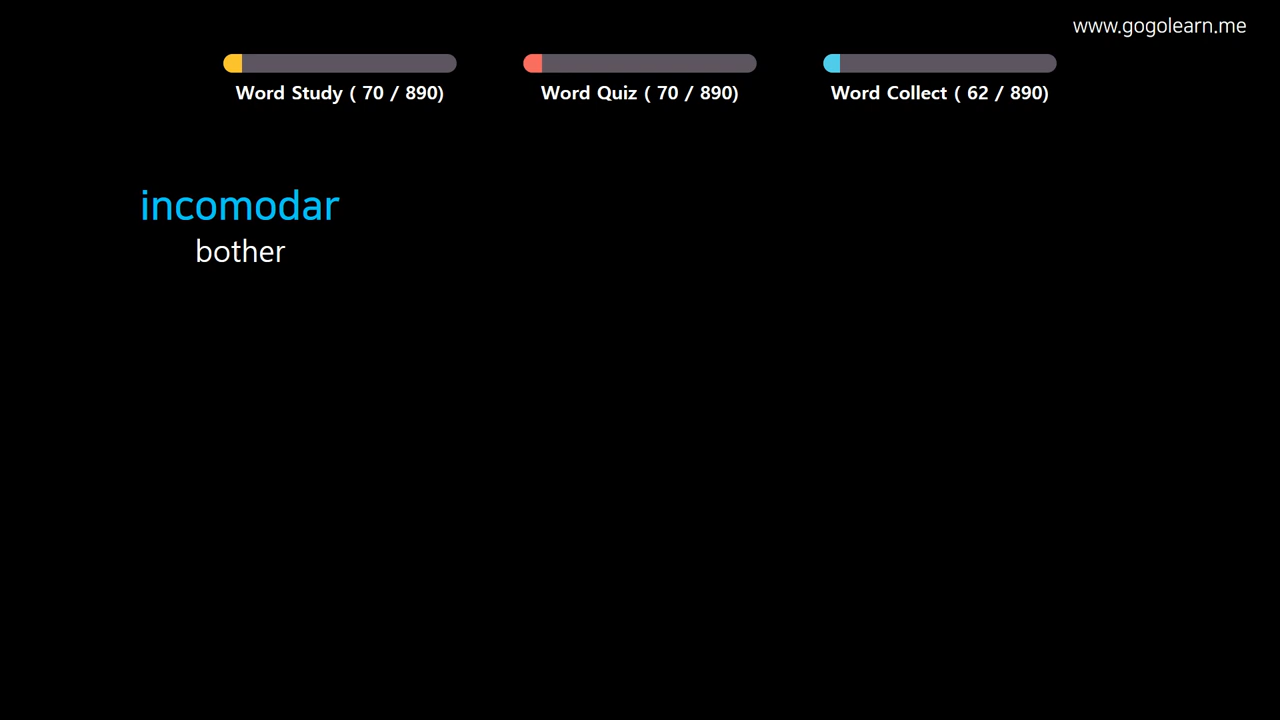 www.gogolearn.me
Word Study ( 70 / 890)
Word Quiz ( 70 / 890)
Word Collect ( 62 / 890)
incomodar
bother